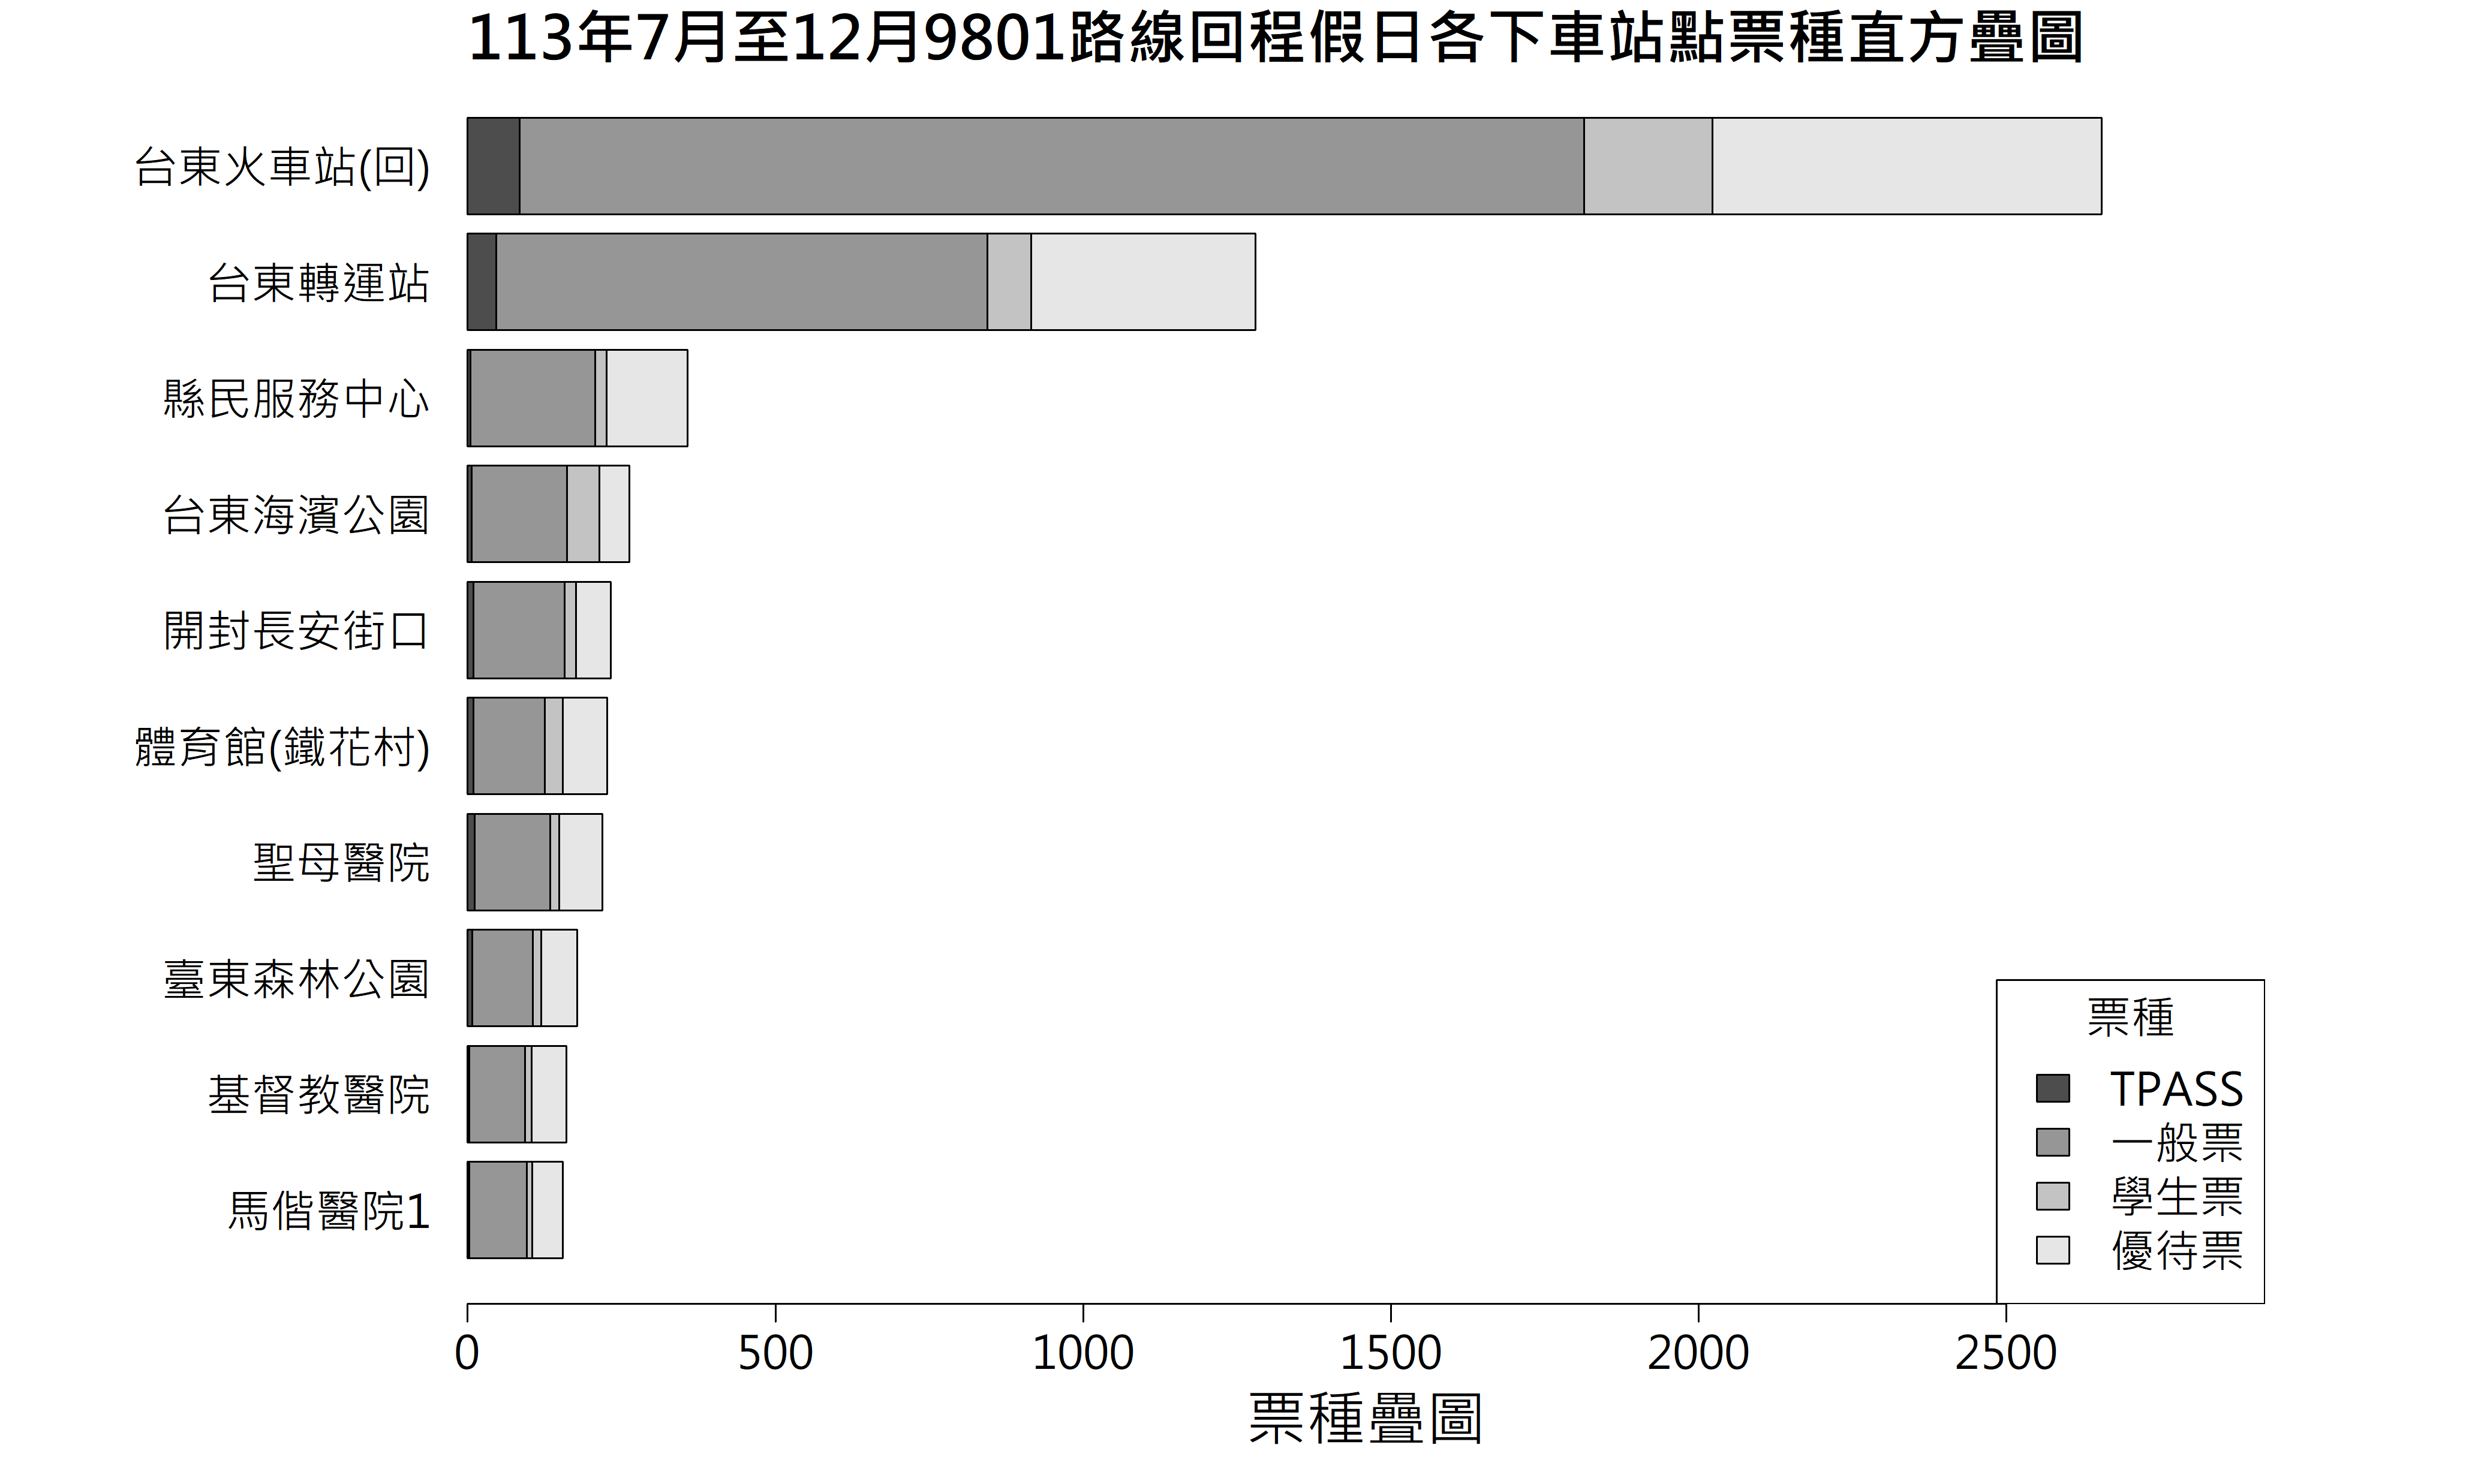 113年7月至12月9801路線回程假日各下車站點票種直方疊圖
台東火車站(回)
台東轉運站
縣民服務中心
台東海濱公園
開封長安街口
體育館(鐵花村)
聖母醫院
臺東森林公園
基督教醫院
馬偕醫院1
票種
TPASS
一般票
學生票
優待票
0 500 1000 1500 2000 2500
票種疊圖